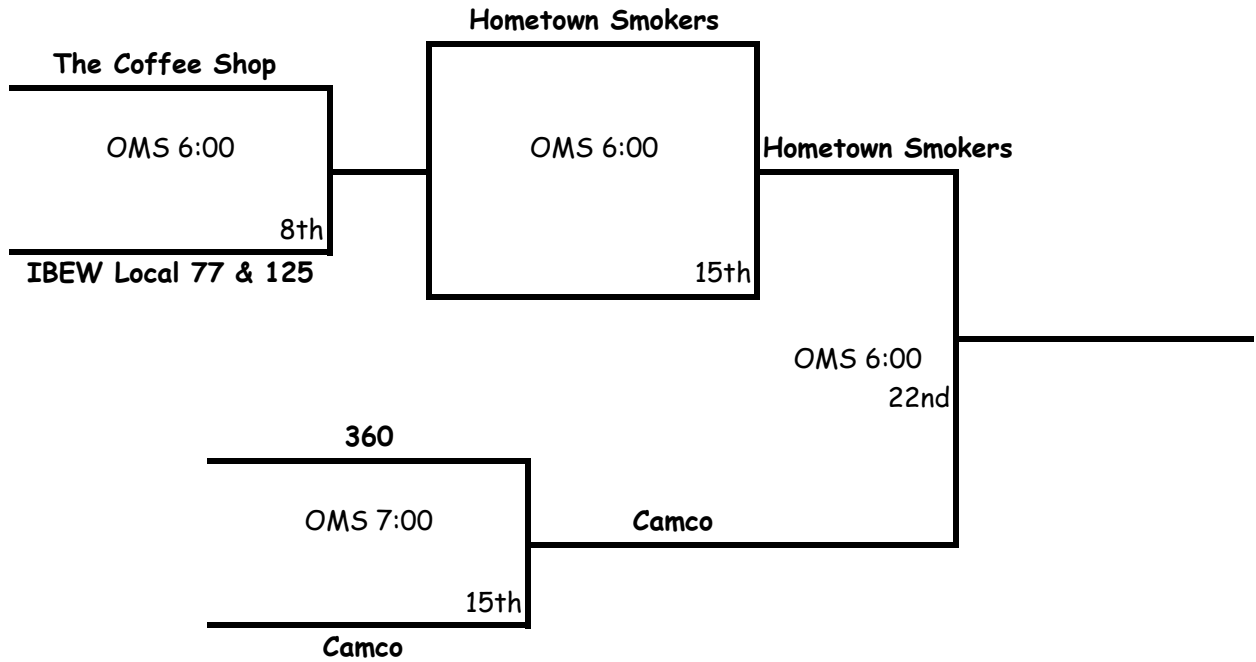 Hometown Smokers
The Coffee Shop
OMS 6:00
OMS 6:00
Hometown Smokers
8th
IBEW Local 77 & 125
15th
OMS 6:00
22nd
360
OMS 7:00
Camco
15th
Camco